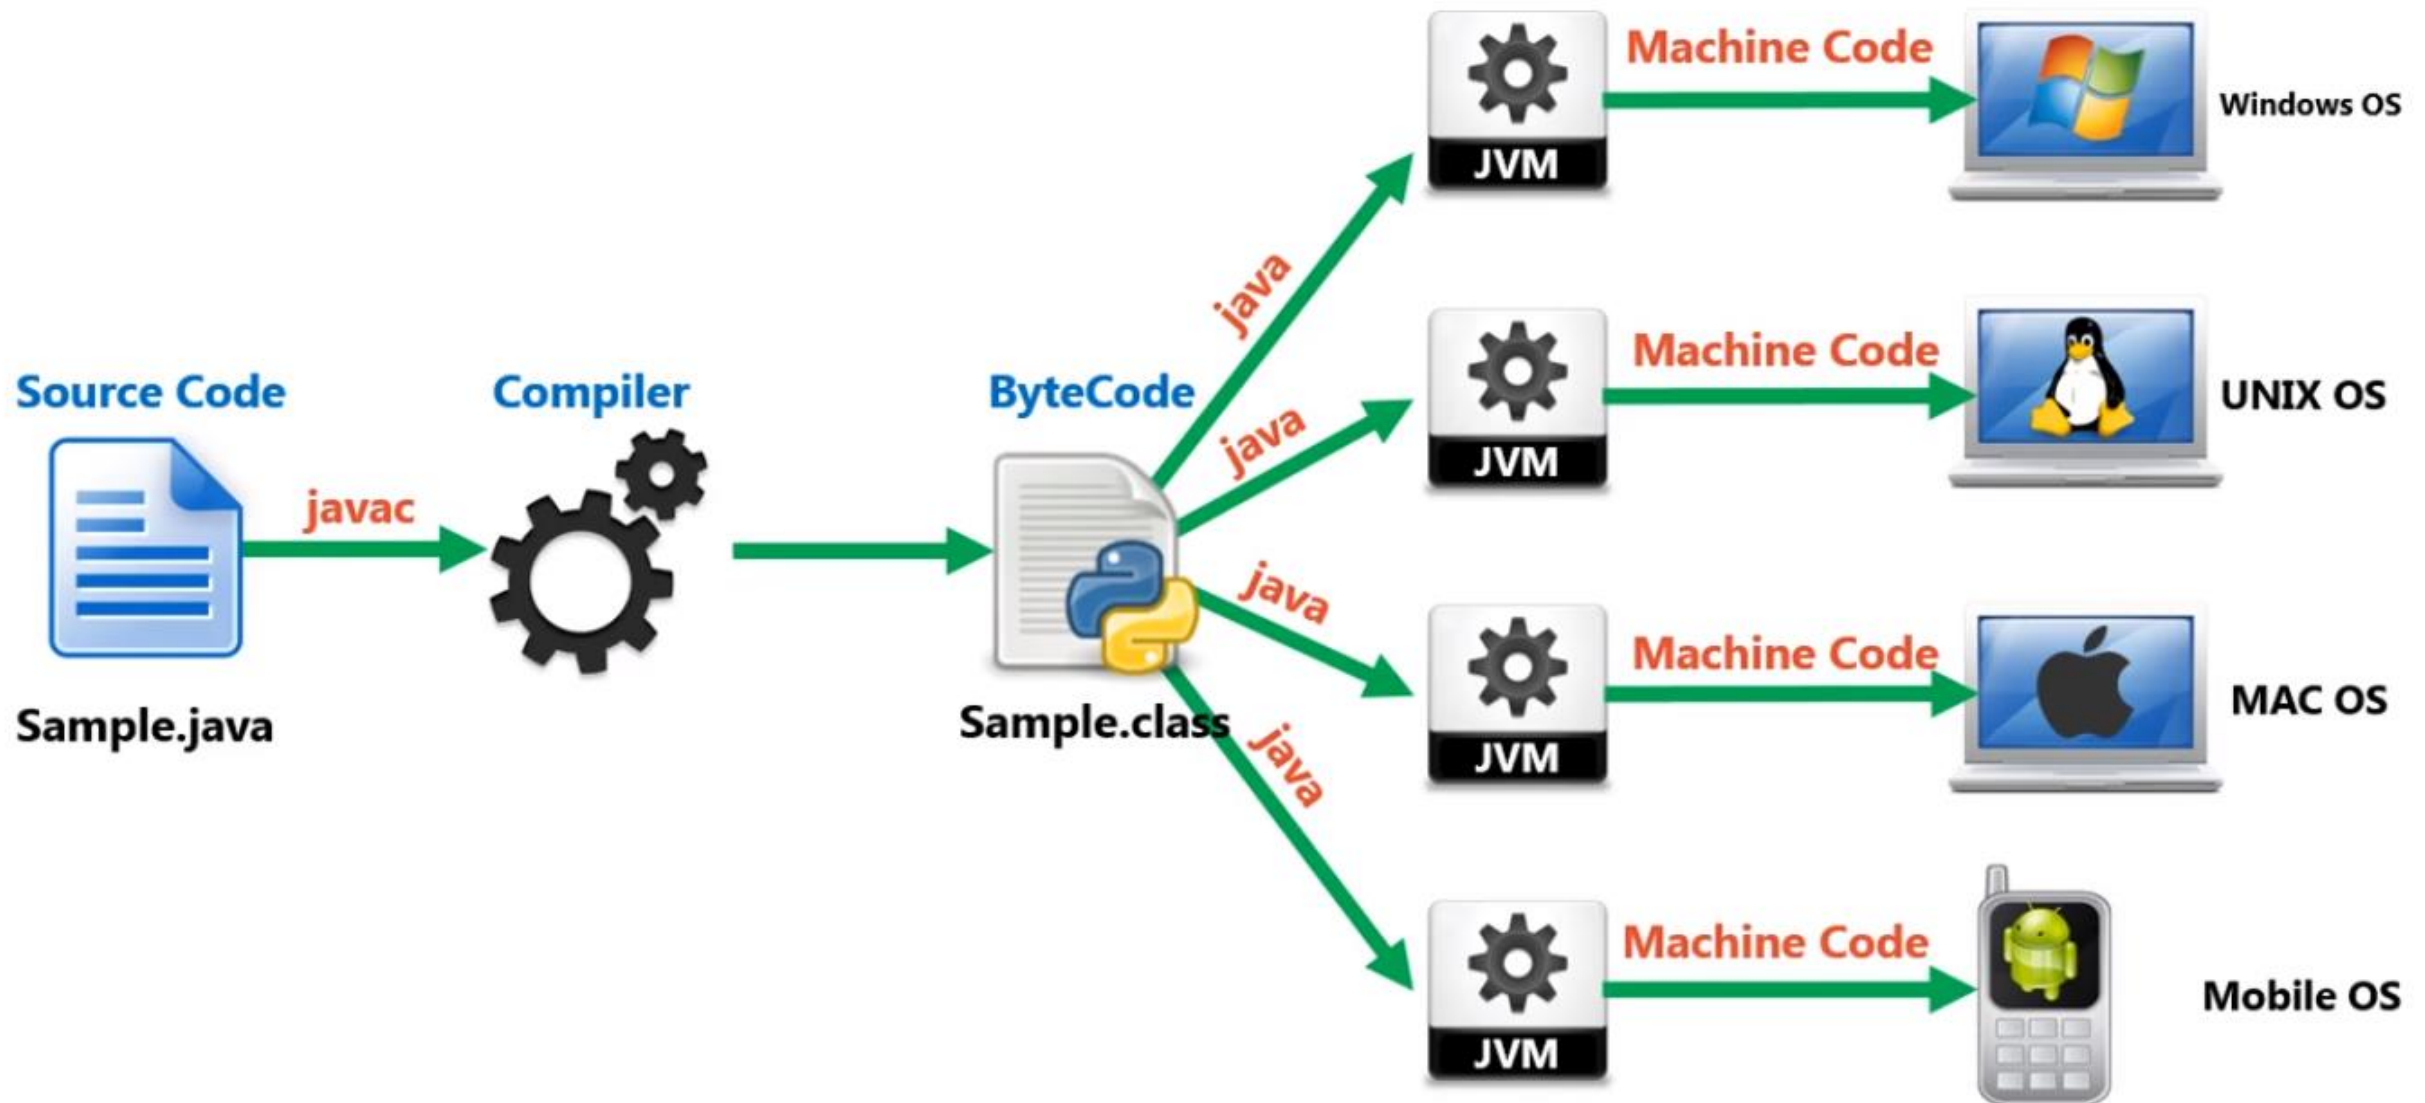 Source Code
javac
Sample.java
Compiler
ByteCode
Sample.class
java
java
java
java
JVM
Machine Code
Windows OS
JVM
Machine Code
UNIX OS
JVM
Machine Code
MAC OS
JVM
Machine Code
Mobile OS